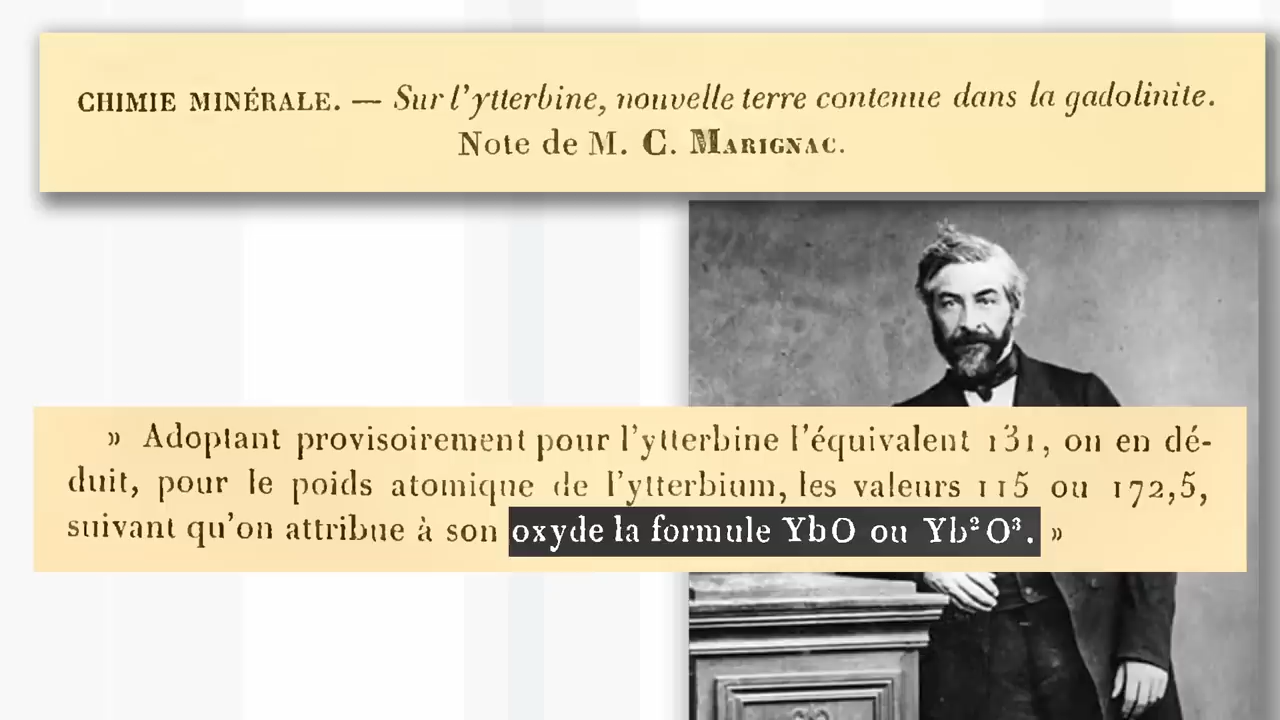 CHIMIE MINÉRALE. — Sur l'ytterbine, nouvelle terre contenue dans la gadolinite.
Note de M. C. MARIGNAC.
» Adoptant provisoirement pour l'ytterbine l'équivalent 131, on en dé-
duit, pour le poids atomique de l'ytterbium, les valeurs 115 ou 172,5,
suivant qu'on attribue à son oxyde la formule YbO ou Yb²O³. »